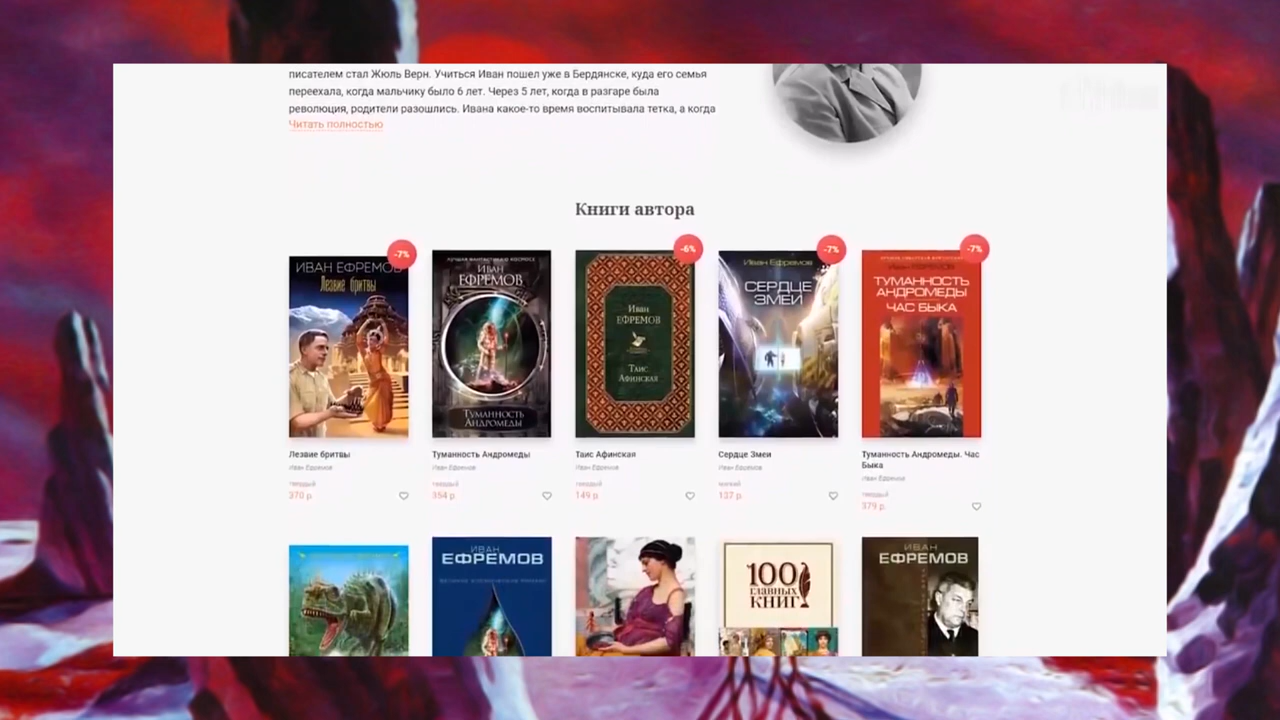 писателем стал Жюль Верн. Учиться Иван пошел уже в Бердянске, куда его семья
переехала, когда мальчику было 6 лет. Через 5 лет, когда в разгаре была
революция, родители разошлись. Ивана какое-то время воспитывала тетка, а когда
Читать полностью
Книги автора
-7%
ИВАН ЕФРЕМОВ
Лезвие бритвы
ИВАН
ЕФРЕМОВ
ТУМАННОСТЬ
АНДРОМЕДЫ
-6%
ИВАН
ЕФРЕМОВ
ТАИС
АФИНСКАЯ
-7%
Иван Ефремов
СЕРДЦЕ
ЗМЕИ
-7%
ИВАН ЕФРЕМОВ
ТУМАННОСТЬ
АНДРОМЕДЫ
ЧАС БЫКА
Лезвие бритвы
Иван Ефремов
твердый
370 р.
Туманность Андромеды
Иван Ефремов
твердый
354 р.
Таис Афинская
Иван Ефремов
твердый
149 р.
Сердце Змеи
Иван Ефремов
мягкий
137 р.
Туманность Андромеды. Час
Быка
Иван Ефремов
твердый
379 р.
ИВАН
ЕФРЕМОВ
100
ГЛАВНЫХ
КНИГ
ИВАН
ЕФРЕМОВ